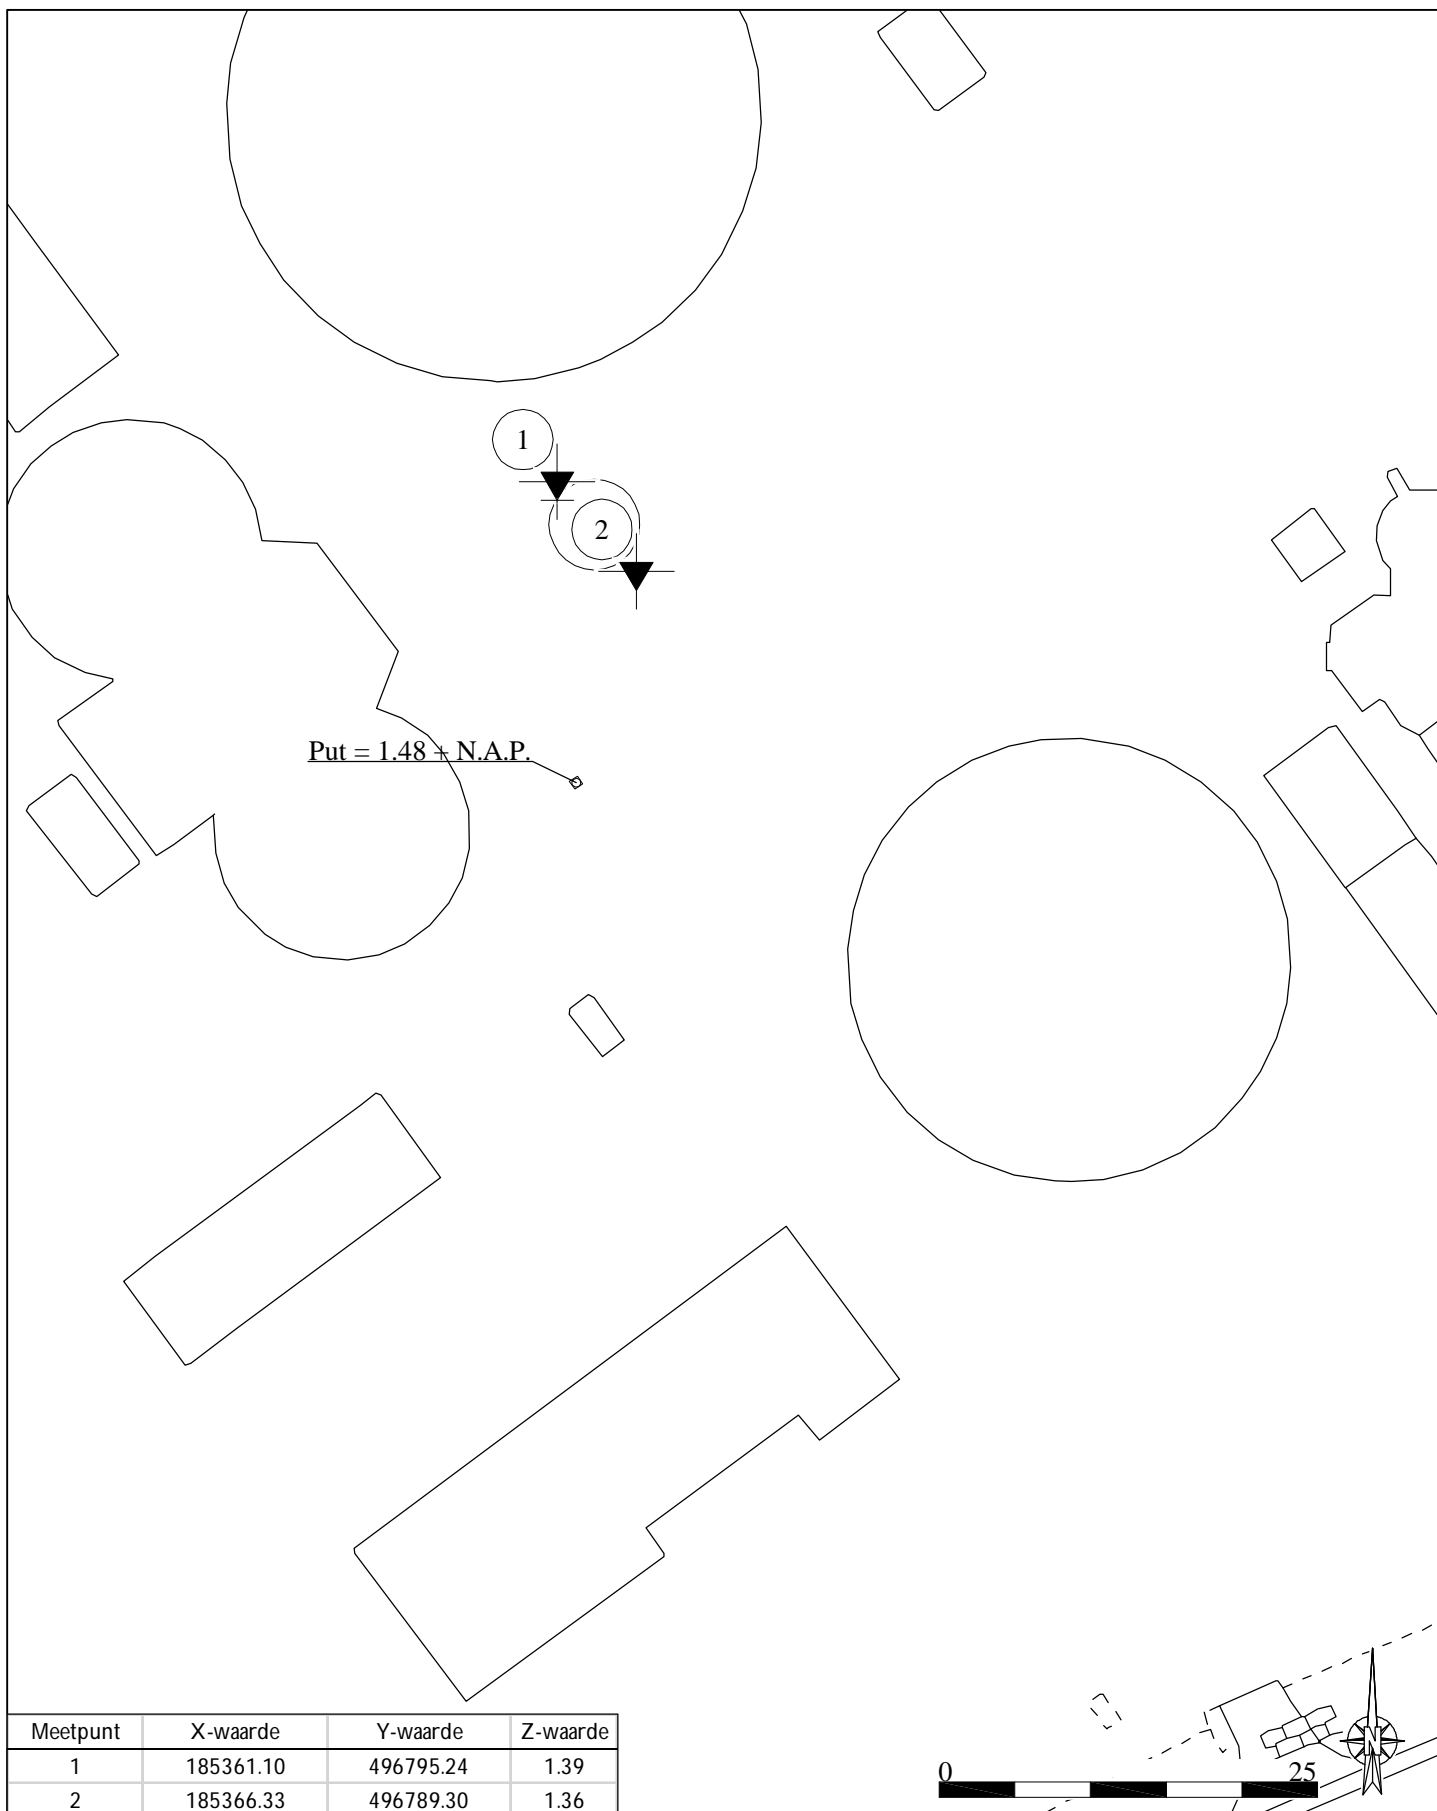 1
2
Put = 1.48 + N.A.P.
Meetpunt X-waarde Y-waarde Z-waarde
1 185361.10 496795.24 1.39
2 185366.33 496789.30 1.36
0 25
N